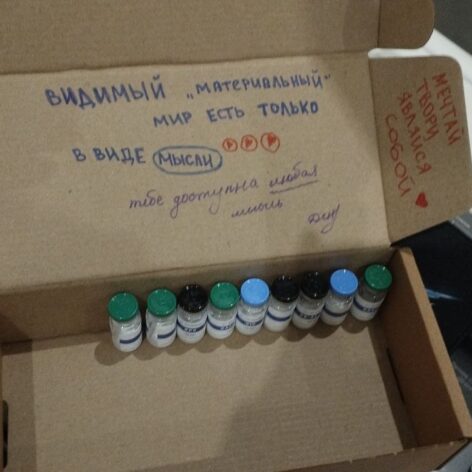 ВИДИМЫЙ „МАТЕРИАЛЬНЫЙ"
МИР ЕСТЬ ТОЛЬКО
В ВИДЕ МЫСЛИ
тебе доступна любая
мысль
МЕЧТАЙ
ТВОРИ
ЯВЛЯЙСЯ
СОБОЙ